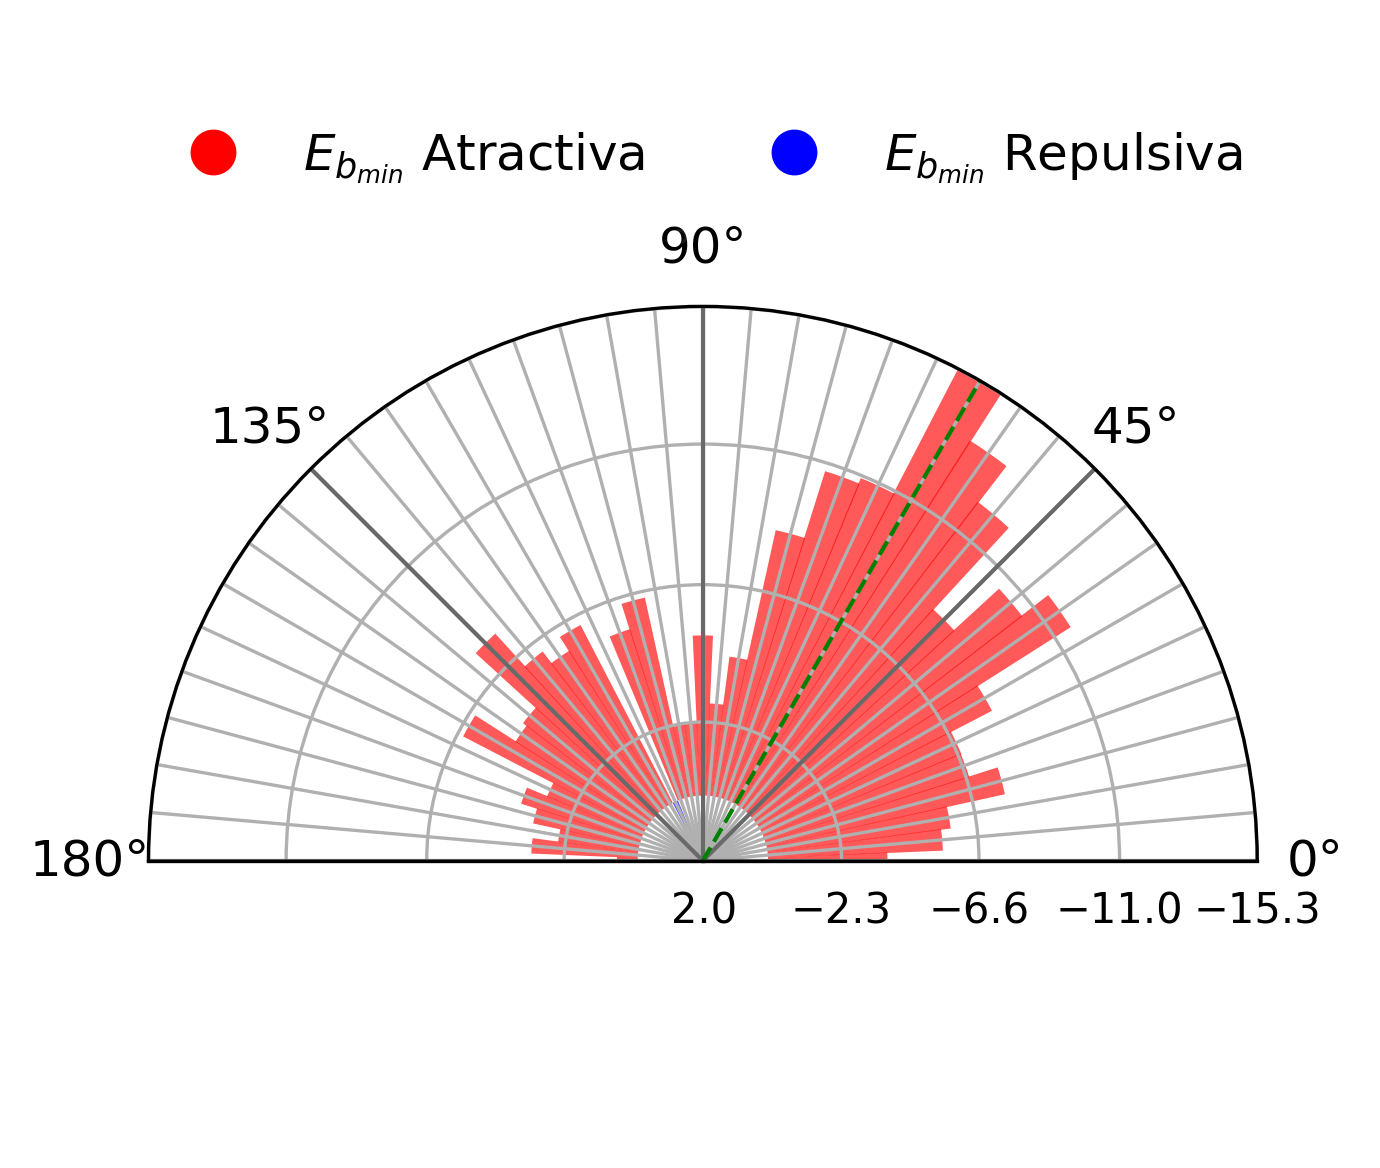 E_{b_{min}} Atractiva E_{b_{min}} Repulsiva
90°
135° 45°
180° 0°
2.0 −2.3 −6.6 −11.0 −15.3